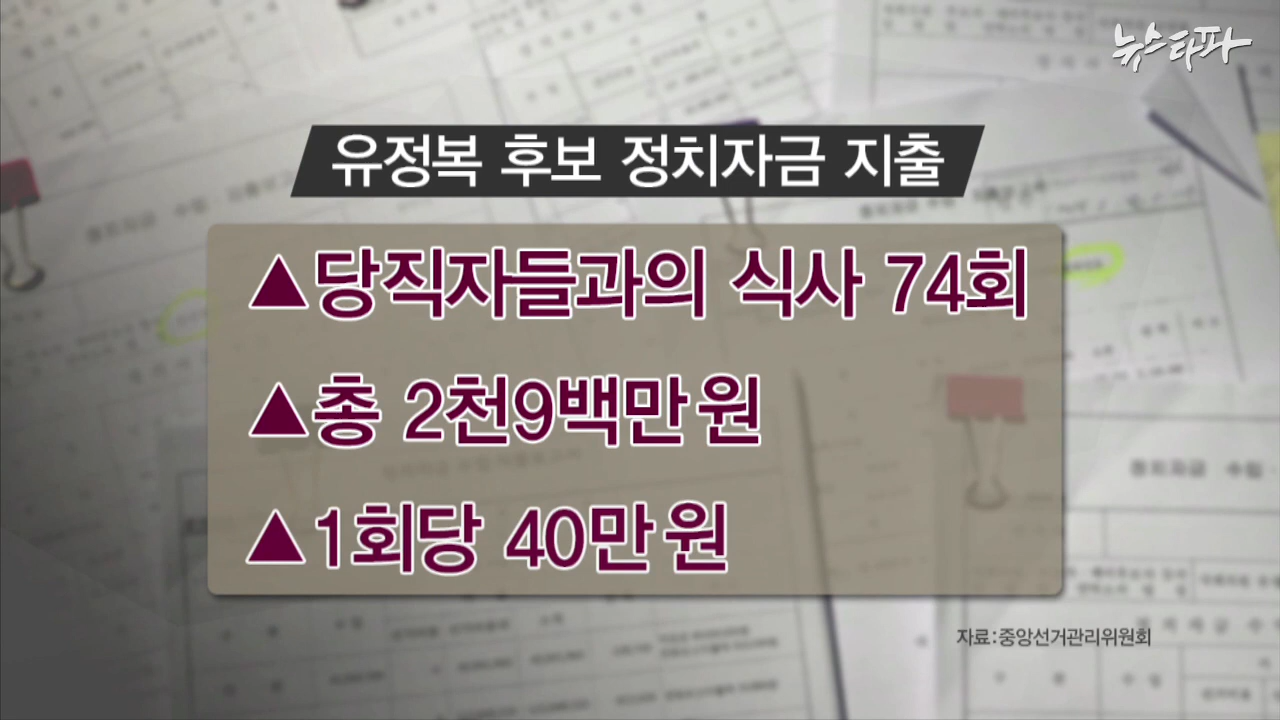 뉴스타파
유정복 후보 정치자금 지출
▲당직자들과의 식사 74회
▲총 2천9백만원
▲1회당 40만원
자료:중앙선거관리위원회